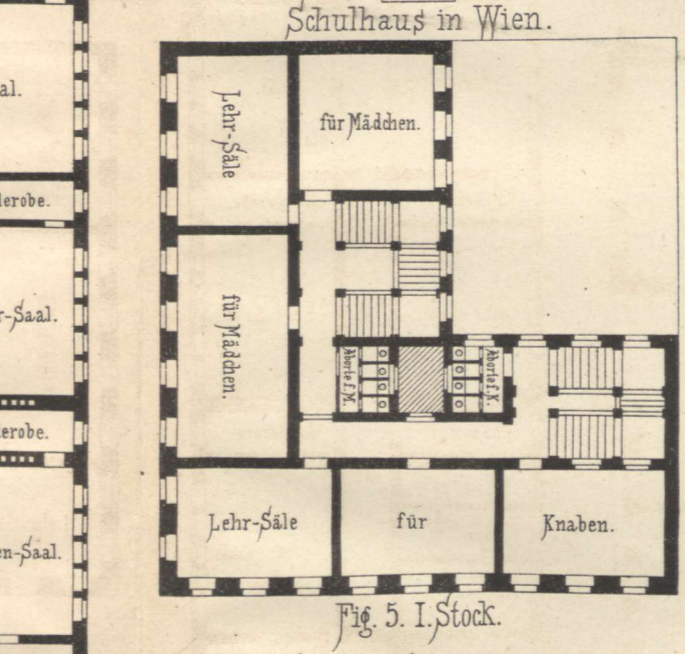 Schulhaus in Wien.
al.
Lehr-Säle
für Mädchen.
erobe.
r-Saal.
für Mädchen.
Aborte f. M.
Aborte f. K.
erobe.
n-Saal.
Lehr-Säle
für
Knaben.
Fig. 5. I. Stock.